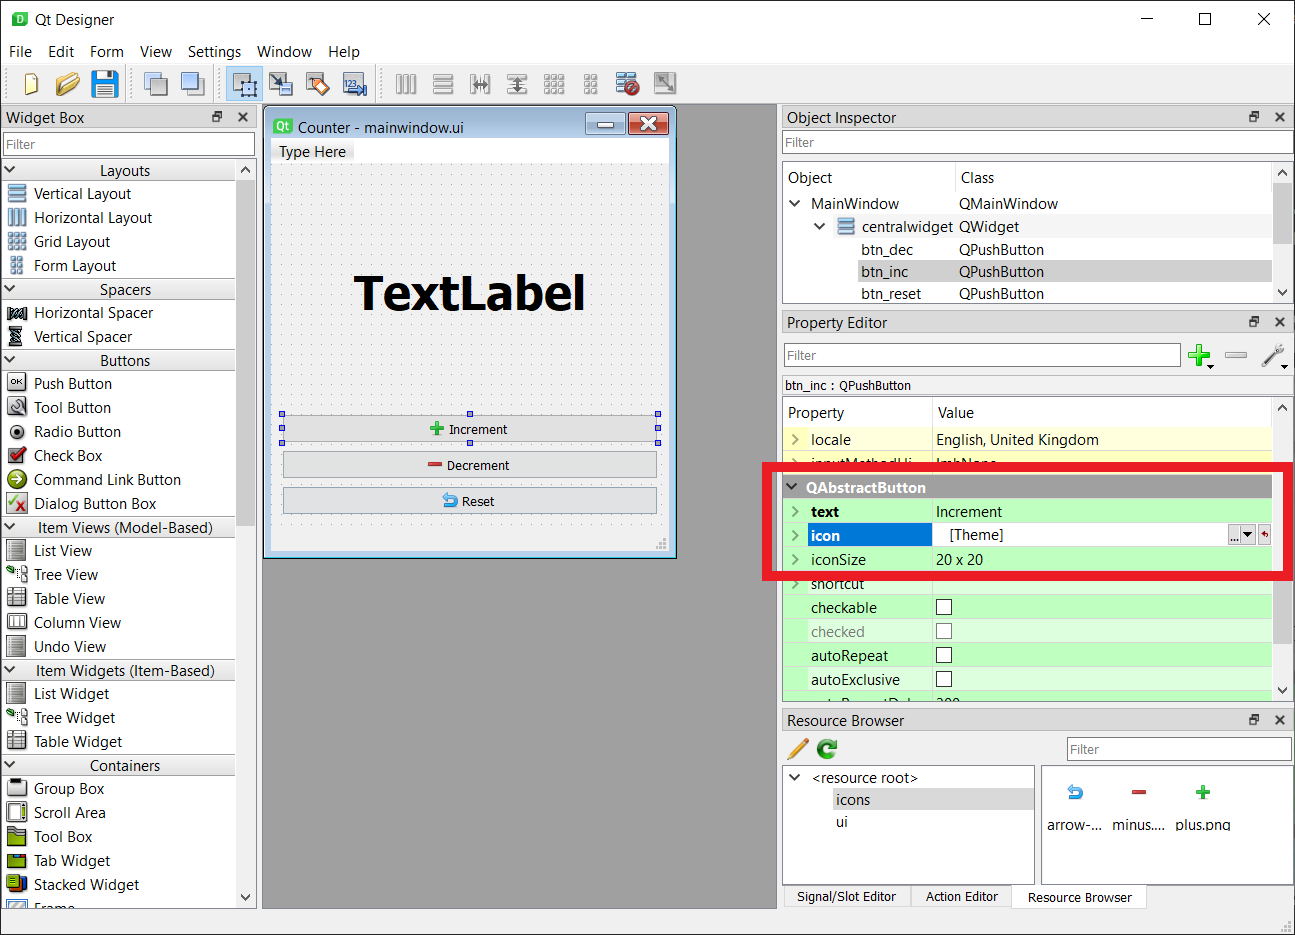 Qt Designer
File Edit Form View Settings Window Help
Widget Box
Filter
Layouts
Vertical Layout
Horizontal Layout
Grid Layout
Form Layout
Spacers
Horizontal Spacer
Vertical Spacer
Buttons
Push Button
Tool Button
Radio Button
Check Box
Command Link Button
Dialog Button Box
Item Views (Model-Based)
List View
Tree View
Table View
Column View
Undo View
Item Widgets (Item-Based)
List Widget
Tree Widget
Table Widget
Containers
Group Box
Scroll Area
Tool Box
Tab Widget
Stacked Widget
Frame
Qt Counter - mainwindow.ui
Type Here
TextLabel
Increment
Decrement
Reset
Object Inspector
Filter
Object Class
MainWindow QMainWindow
centralwidget QWidget
btn_dec QPushButton
btn_inc QPushButton
btn_reset QPushButton
Property Editor
Filter
btn_inc : QPushButton
Property Value
locale English, United Kingdom
QAbstractButton
text Increment
icon [Theme]
...
iconSize 20 x 20
shortcut
checkable
checked
autoRepeat
autoExclusive
Resource Browser
Filter
<resource root>
icons
ui
arrow-... minus.... plus.png
Signal/Slot Editor Action Editor Resource Browser